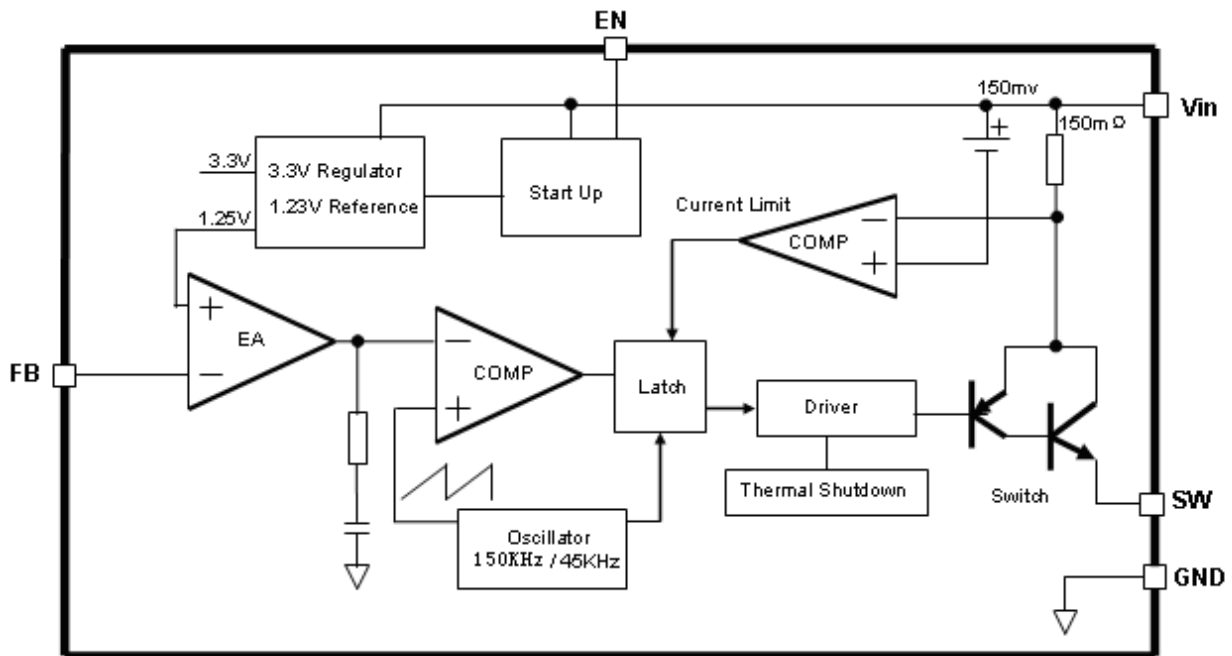 EN
150mv
Vin
+
150mΩ
3.3V
3.3V Regulator
1.23V Reference
Start Up
1.25V
Current Limit
−
COMP
+
+
EA
−
FB
−
COMP
+
Latch
Driver
Thermal Shutdown
Switch
SW
Oscillator
150KHz / 45KHz
GND